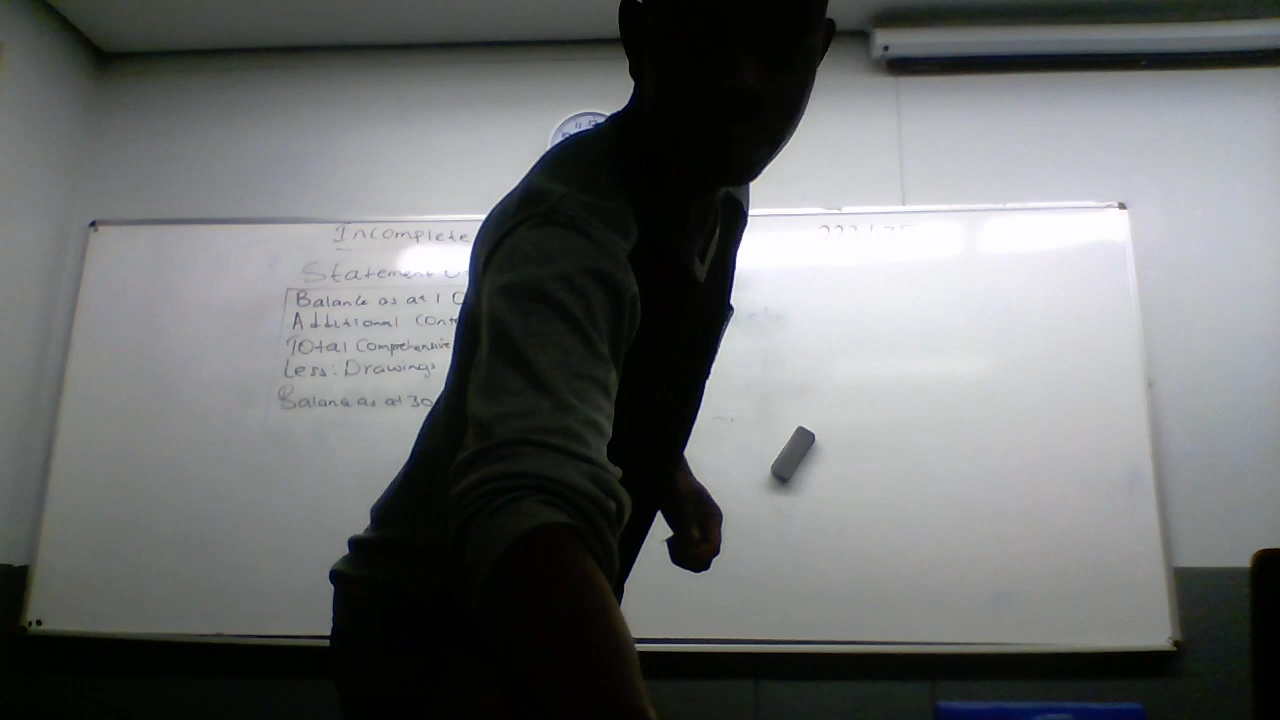 Incomplete
Statement
Balance as at 1
Additional Cont
Total Comprehensive
Less: Drawings
Balance as at 30